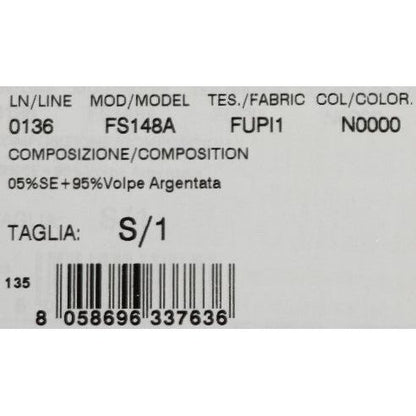 LN/LINE MOD/MODEL TES./FABRIC COL/COLOR.
0136 FS148A FUPI1 N0000
COMPOSIZIONE/COMPOSITION
05%SE+95%Volpe Argentata
TAGLIA: S/1
135
8 058696 337636